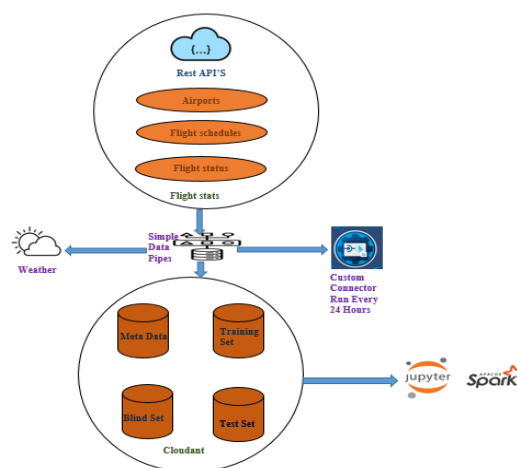 {...}
Rest API'S
Airports
Flight schedules
Flight status
Flight stats
Simple
Data
Pipes
Weather
Custom
Connector
Run Every
24 Hours
Meta Data
Training
Set
Blind Set
Test Set
Cloudant
jupyter
APACHE
Spark